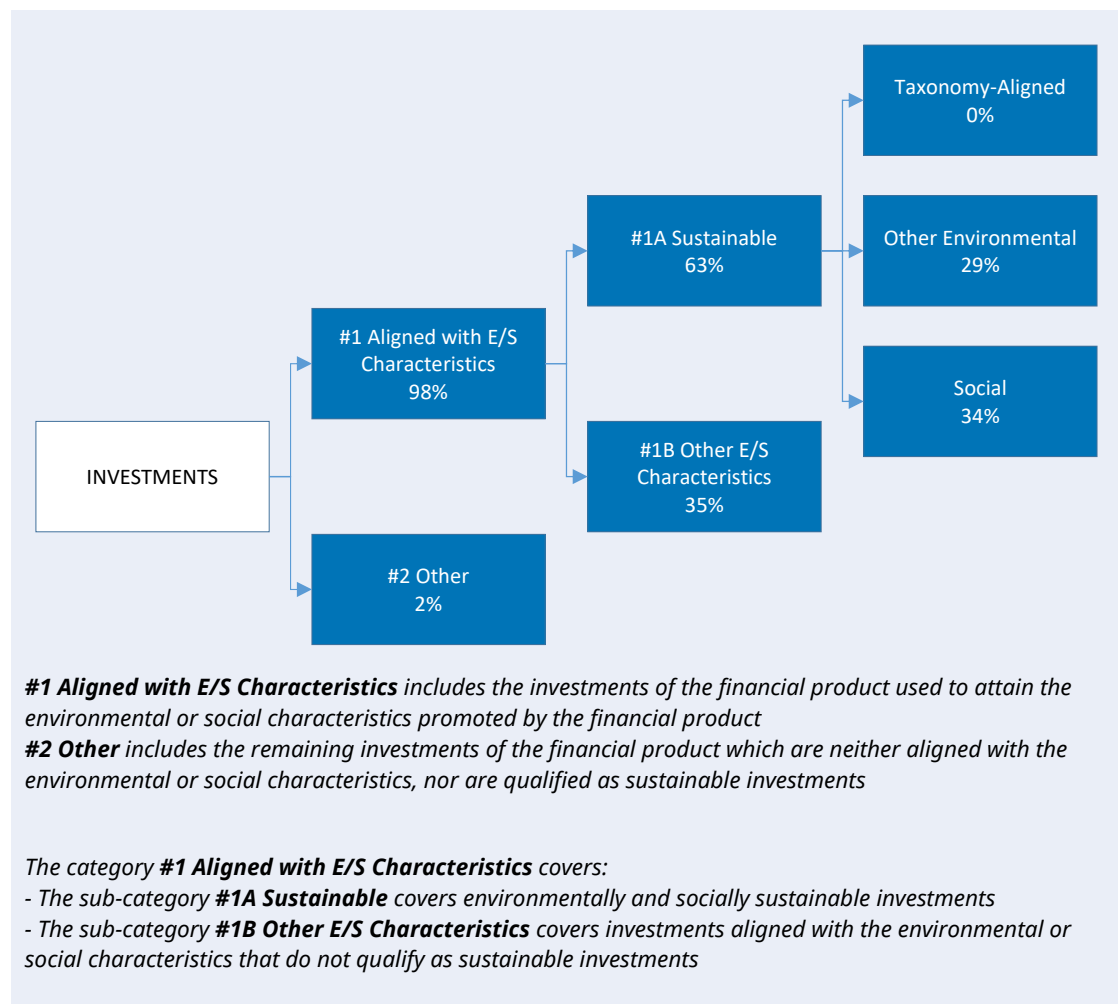 Taxonomy-Aligned
0%
#1A Sustainable
63%
Other Environmental
29%
#1 Aligned with E/S
Characteristics
98%
Social
34%
INVESTMENTS
#1B Other E/S
Characteristics
35%
#2 Other
2%
#1 Aligned with E/S Characteristics includes the investments of the financial product used to attain the
environmental or social characteristics promoted by the financial product
#2 Other includes the remaining investments of the financial product which are neither aligned with the
environmental or social characteristics, nor are qualified as sustainable investments
The category #1 Aligned with E/S Characteristics covers:
- The sub-category #1A Sustainable covers environmentally and socially sustainable investments
- The sub-category #1B Other E/S Characteristics covers investments aligned with the environmental or
social characteristics that do not qualify as sustainable investments